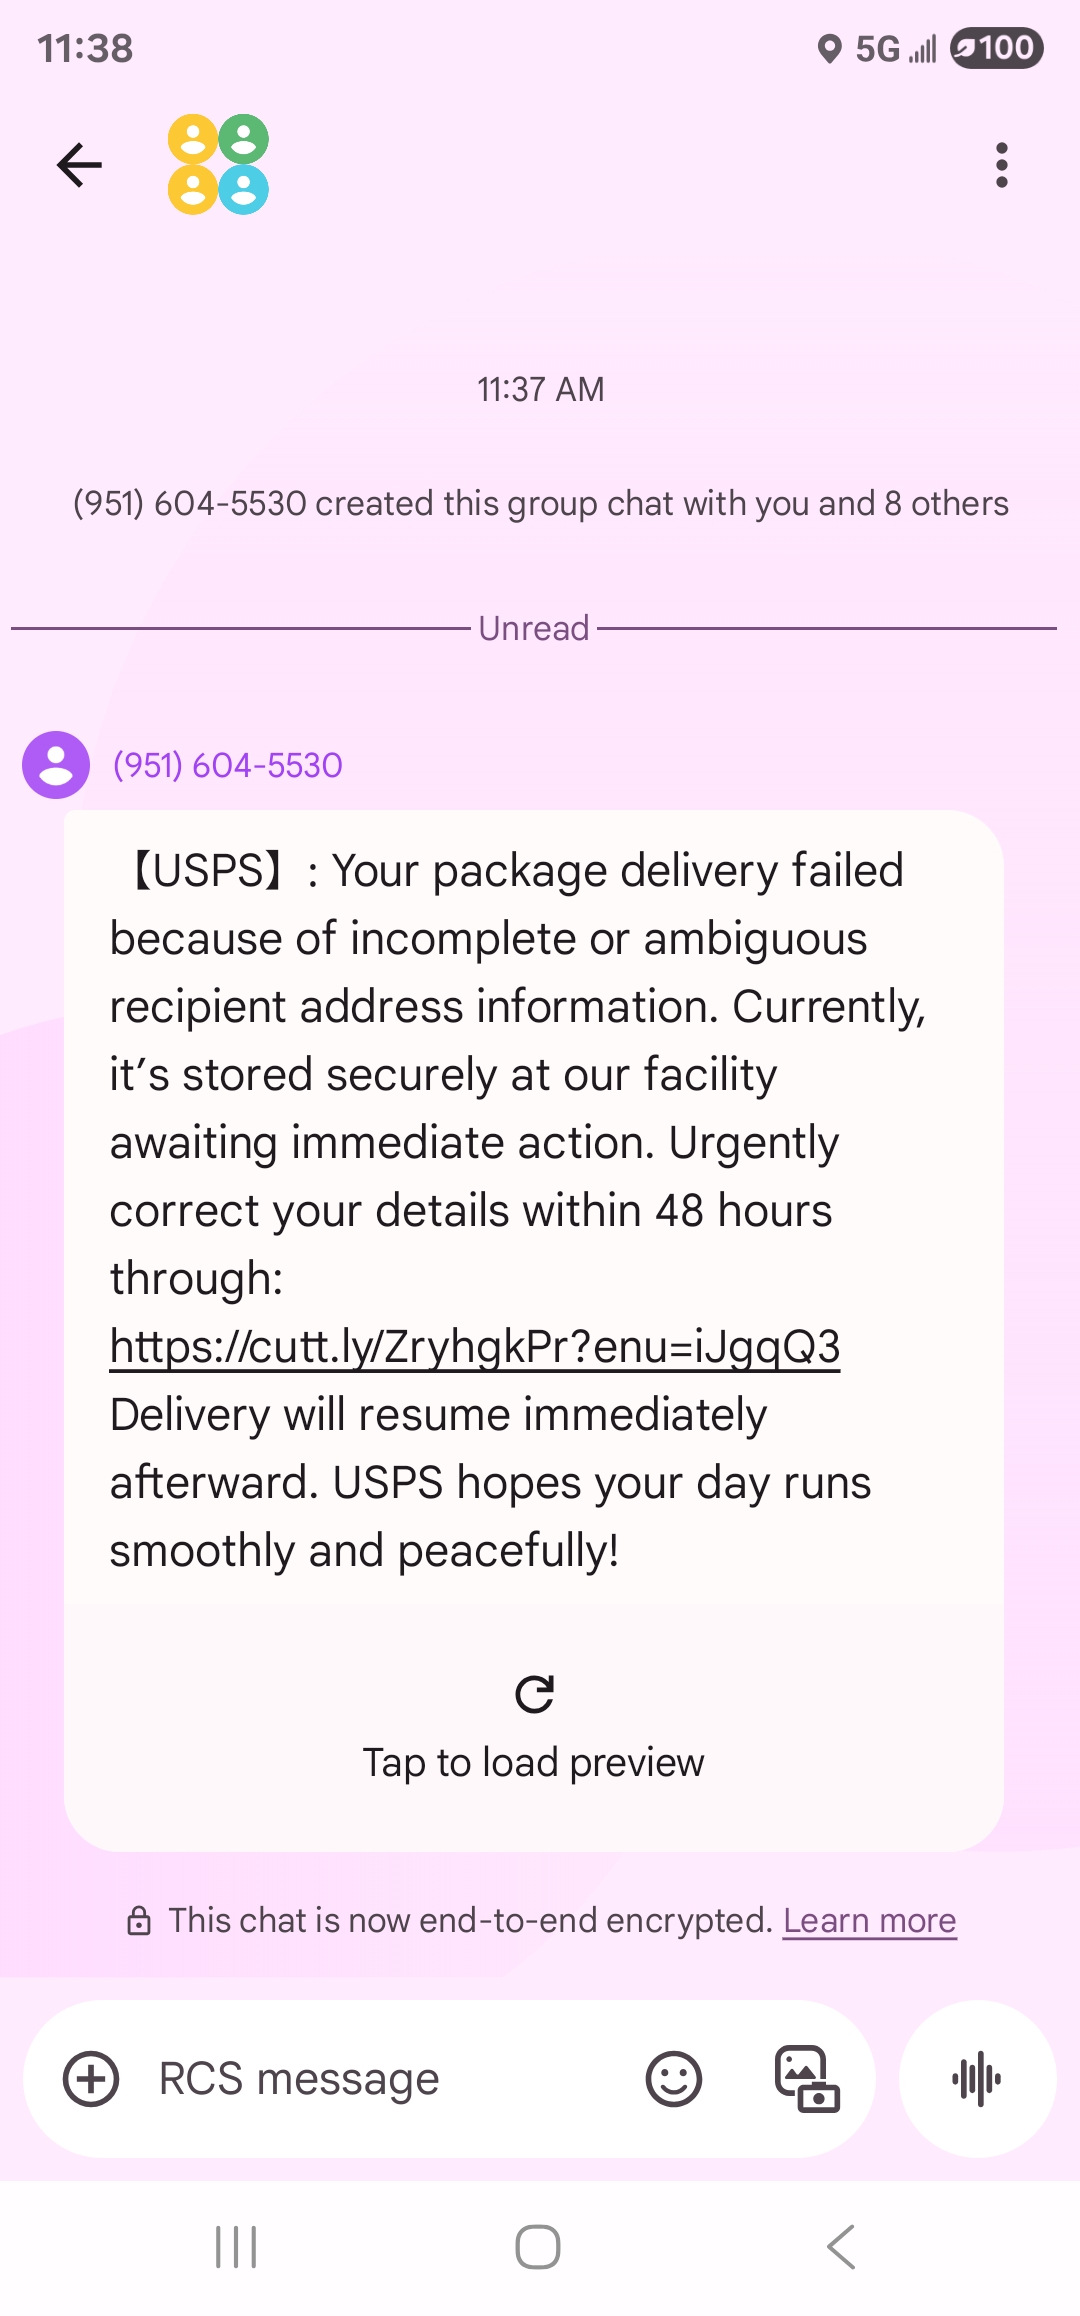 11:38
5G 100
11:37 AM
(951) 604-5530 created this group chat with you and 8 others
Unread
(951) 604-5530
【USPS】: Your package delivery failed
because of incomplete or ambiguous
recipient address information. Currently,
it’s stored securely at our facility
awaiting immediate action. Urgently
correct your details within 48 hours
through:
https://cutt.ly/ZryhgkPr?enu=iJgqQ3
Delivery will resume immediately
afterward. USPS hopes your day runs
smoothly and peacefully!
Tap to load preview
This chat is now end-to-end encrypted. Learn more
RCS message